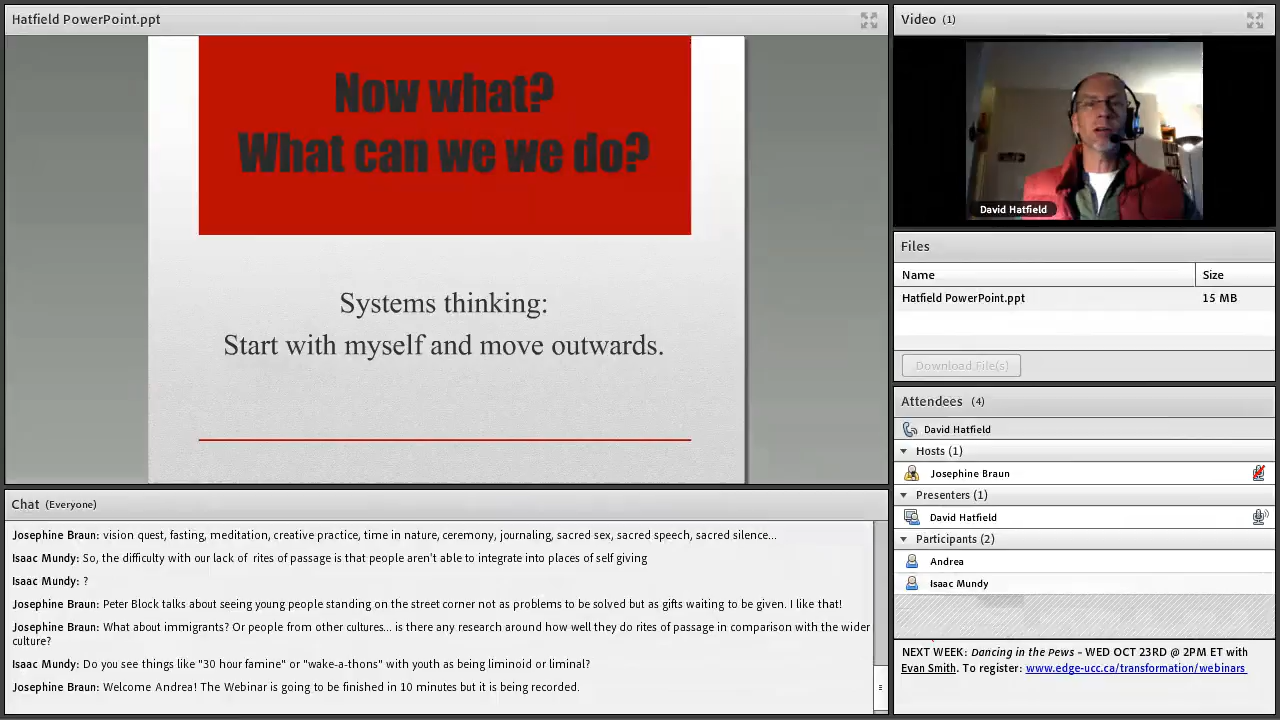 Hatfield PowerPoint.ppt
Now what?
What can we we do?
Systems thinking:
Start with myself and move outwards.
Chat (Everyone)
Josephine Braun: vision quest, fasting, meditation, creative practice, time in nature, ceremony, journaling, sacred sex, sacred speech, sacred silence...
Isaac Mundy: So, the difficulty with our lack of rites of passage is that people aren't able to integrate into places of self giving
Isaac Mundy: ?
Josephine Braun: Peter Block talks about seeing young people standing on the street corner not as problems to be solved but as gifts waiting to be given. I like that!
Josephine Braun: What about immigrants? Or people from other cultures... is there any research around how well they do rites of passage in comparison with the wider
culture?
Isaac Mundy: Do you see things like "30 hour famine" or "wake-a-thons" with youth as being liminoid or liminal?
Josephine Braun: Welcome Andrea! The Webinar is going to be finished in 10 minutes but it is being recorded.
Video (1)
David Hatfield
Files
Name Size
Hatfield PowerPoint.ppt 15 MB
Download File(s)
Attendees (4)
David Hatfield
Hosts (1)
Josephine Braun
Presenters (1)
David Hatfield
Participants (2)
Andrea
Isaac Mundy
NEXT WEEK: Dancing in the Pews - WED OCT 23RD @ 2PM ET with
Evan Smith. To register: www.edge-ucc.ca/transformation/webinars